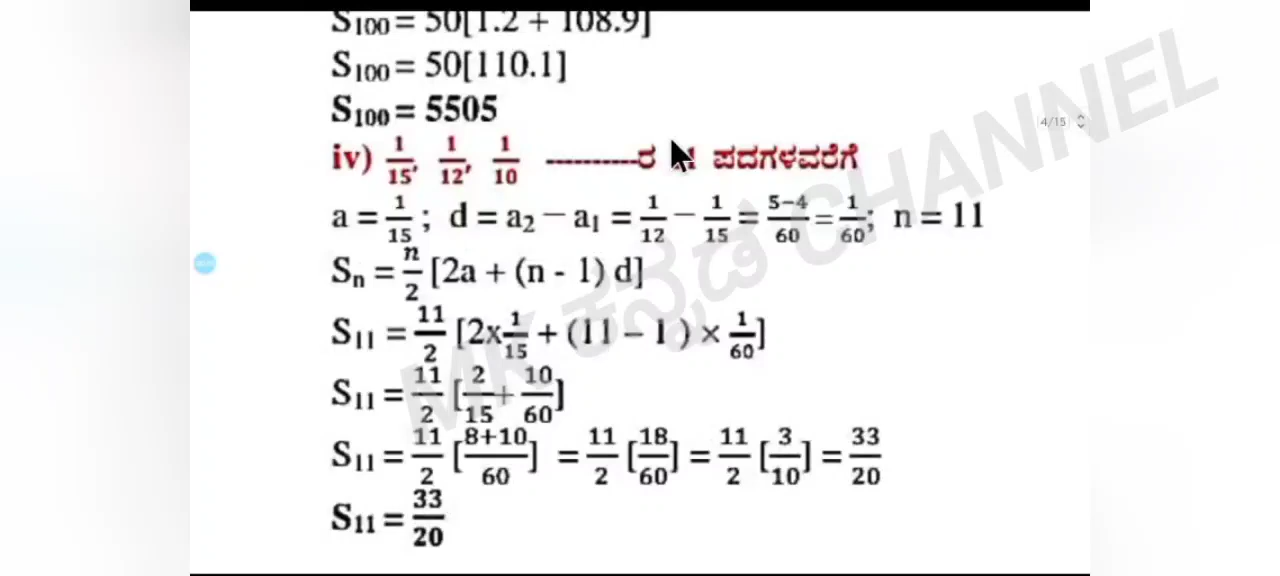 S₁₀₀ = 50[1.2 + 108.9]
S₁₀₀ = 50[110.1]
S₁₀₀ = 5505
4/15
iv) 1/15, 1/12, 1/10 ----------ರ ಪದಗಳವರೆಗೆ
a = 1/15 ; d = a₂ − a₁ = 1/12 − 1/15 = 5−4/60 = 1/60; n = 11
Sₙ = n/2 [2a + (n - 1) d]
S₁₁ = 11/2 [2x1/15 + (11 − 1 ) × 1/60]
S₁₁ = 11/2 [2/15 + 10/60]
S₁₁ = 11/2 [8+10/60] = 11/2 [18/60] = 11/2 [3/10] = 33/20
S₁₁ = 33/20
MK ಕನ್ನಡ CHANNEL